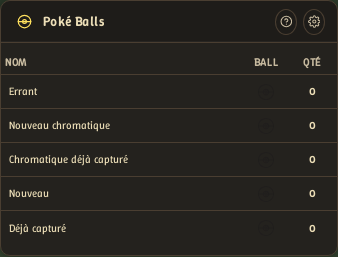 Poké Balls
NOM BALL QTÉ
Errant 0
Nouveau chromatique 0
Chromatique déjà capturé 0
Nouveau 0
Déjà capturé 0